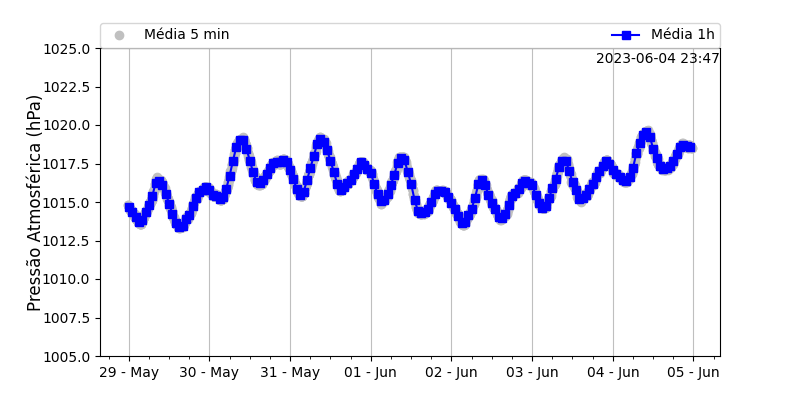 Média 5 min
Média 1h
2023-06-04 23:47
Pressão Atmosférica (hPa)
1025.0
1022.5
1020.0
1017.5
1015.0
1012.5
1010.0
1007.5
1005.0
29 - May
30 - May
31 - May
01 - Jun
02 - Jun
03 - Jun
04 - Jun
05 - Jun